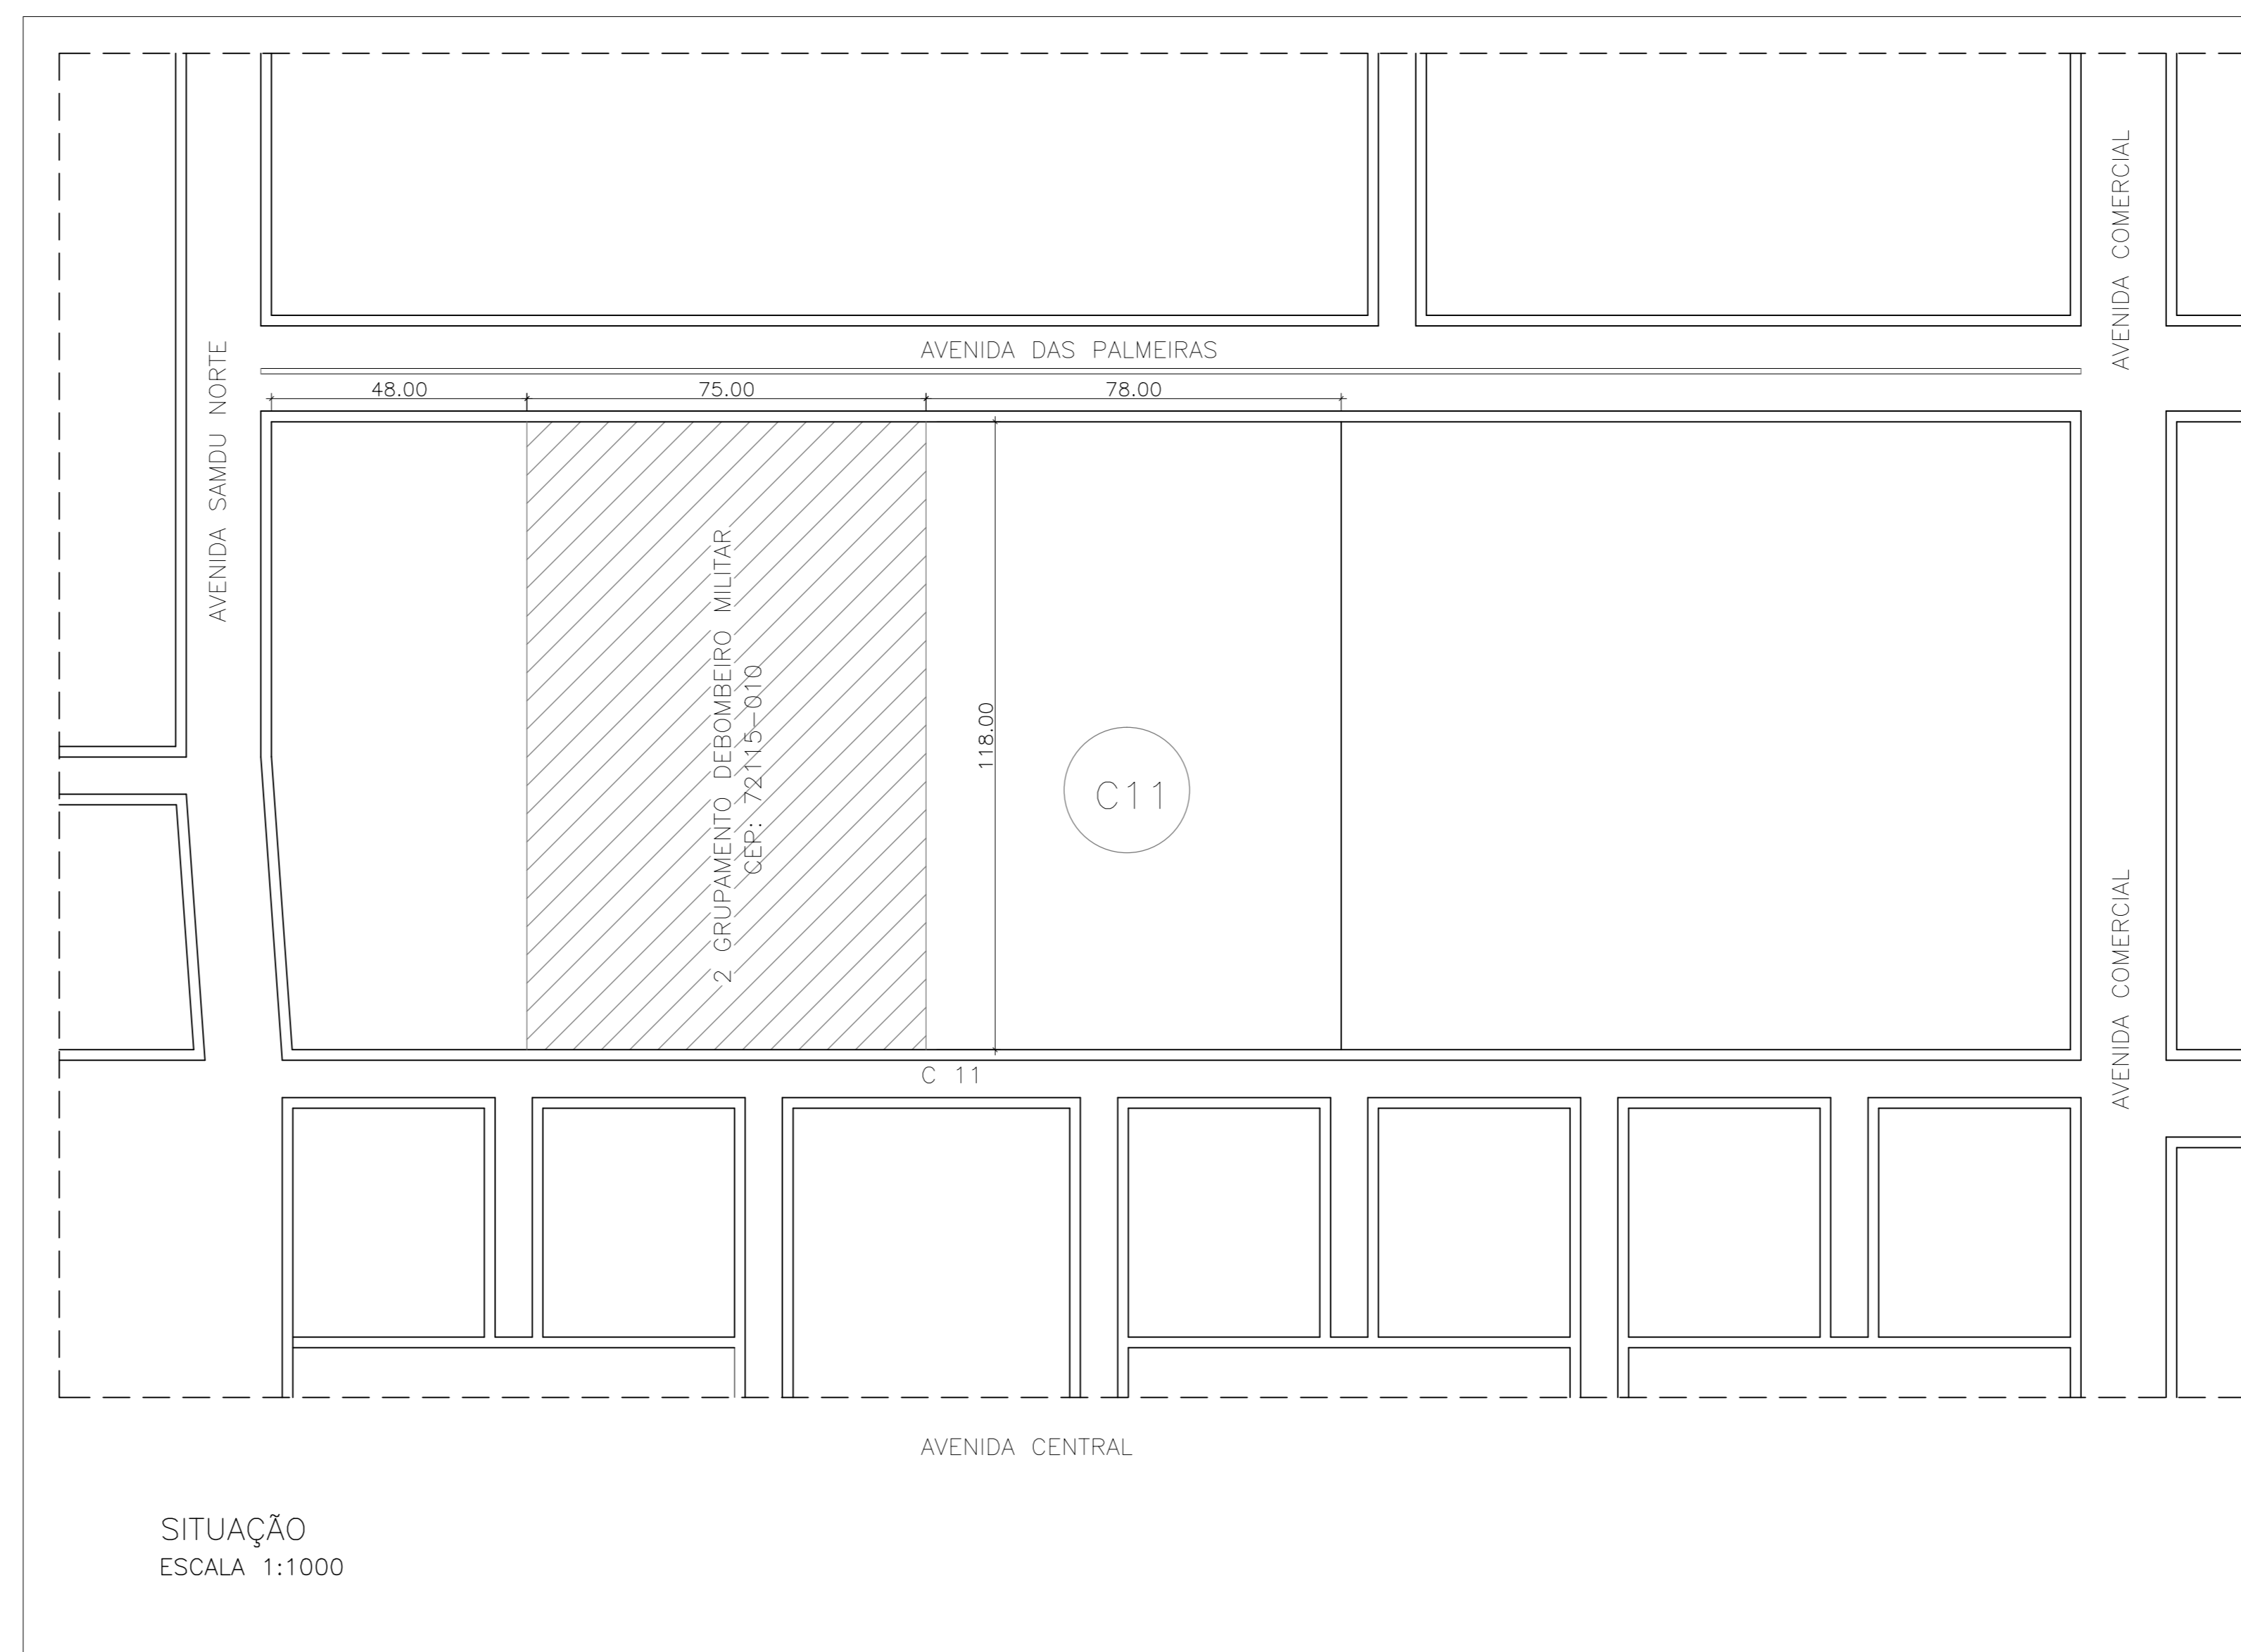 AVENIDA COMERCIAL
AVENIDA DAS PALMEIRAS
AVENIDA SAMDU NORTE
48.00
75.00
78.00
2 GRUPAMENTO DEBOMBEIRO MILITAR
CEP: 72115-010
118.00
C11
AVENIDA COMERCIAL
C 11
AVENIDA CENTRAL
SITUAÇÃO
ESCALA 1:1000